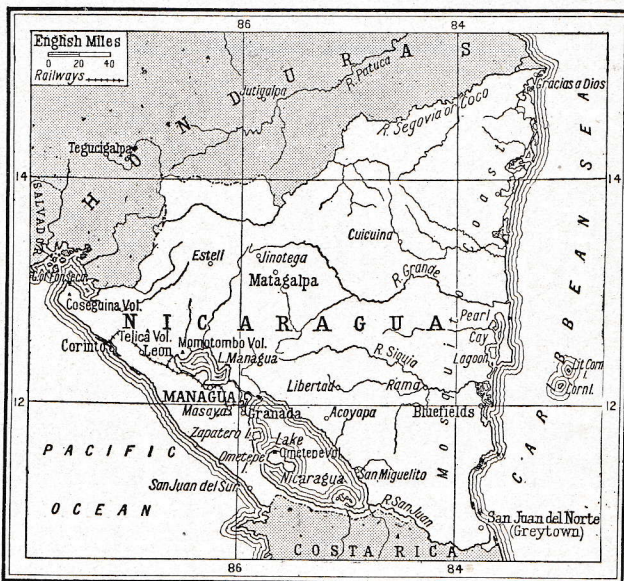 86
84
English Miles
0 20 40
Railways
HONDURAS
Jutigalpa
R. Patuca
Gracias a Dios
R. Segovia or Coco
Tegucigalpa
14
14
SALVADOR
Cuicuina
Estelí
Jinotega
Matagalpa
R. Grande
G. of Fonseca
Coseguina Vol.
NICARAGUA
Pearl
Cay
Lagoon
Telica Vol.
Momotombo Vol.
Corinto
Leon
L. Managua
R. Siquia
Lit. Corn I.
Corn I.
MANAGUA
Libertad
Rama
12
12
Masaya
Granada
Acoyapa
Bluefields
Zapatero I.
Lake
Nicaragua
Ometepe Vol.
Ometepe
I.
San Miguelito
Mosquito Coast
CARIBBEAN SEA
PACIFIC
OCEAN
San Juan del Sur
R. San Juan
San Juan del Norte
(Greytown)
COSTA RICA
86
84